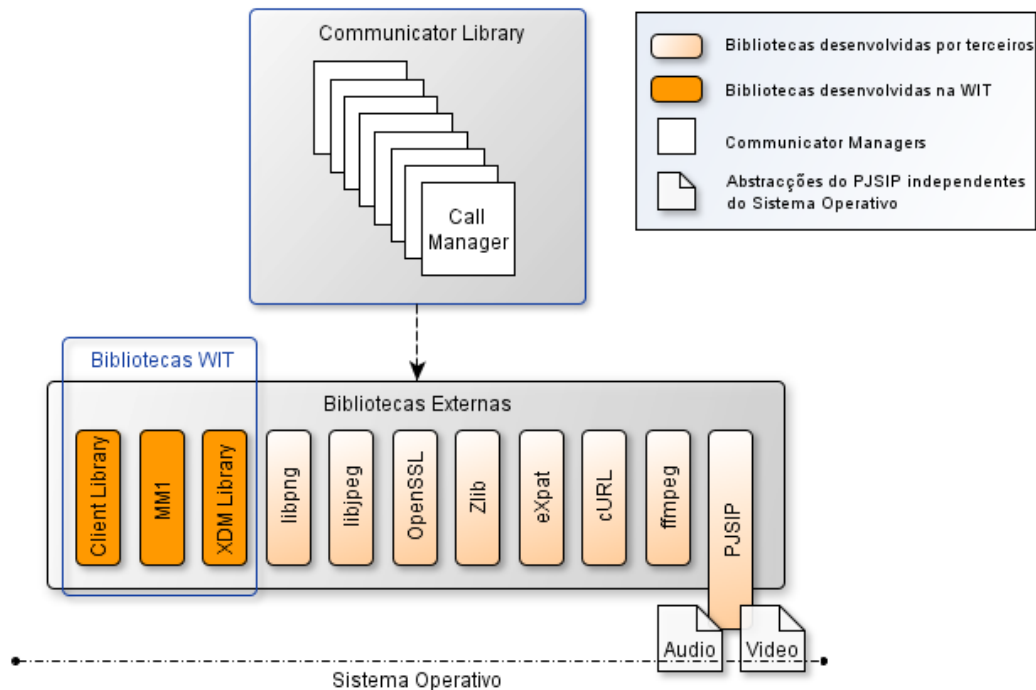 Communicator Library
Call
Manager
Bibliotecas desenvolvidas por terceiros
Bibliotecas desenvolvidas na WIT
Communicator Managers
Abstracções do PJSIP independentes
do Sistema Operativo
Bibliotecas WIT
Bibliotecas Externas
Client Library
MM1
XDM Library
libpng
libjpeg
OpenSSL
Zlib
eXpat
cURL
ffmpeg
PJSIP
Audio
Video
Sistema Operativo